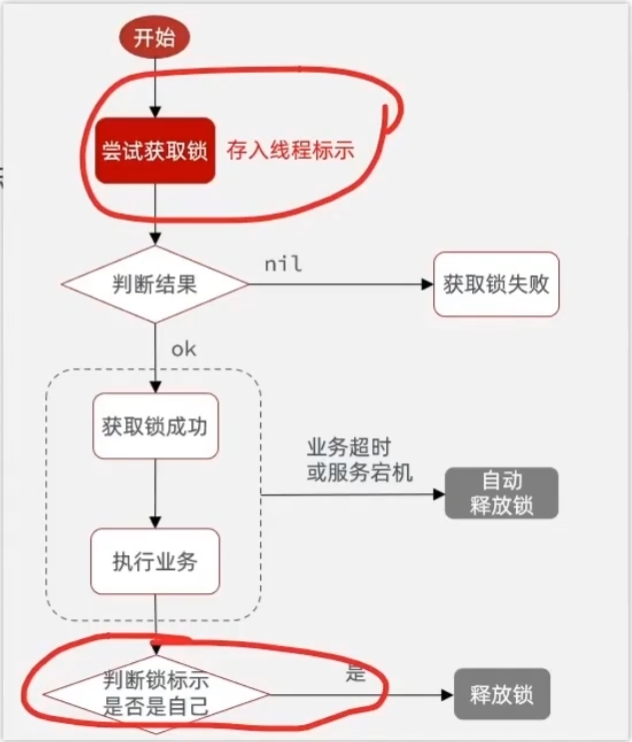 开始
尝试获取锁
存入线程标示
判断结果
nil
获取锁失败
ok
获取锁成功
业务超时
或服务宕机
自动
释放锁
执行业务
判断锁标示
是否是自己
是
释放锁